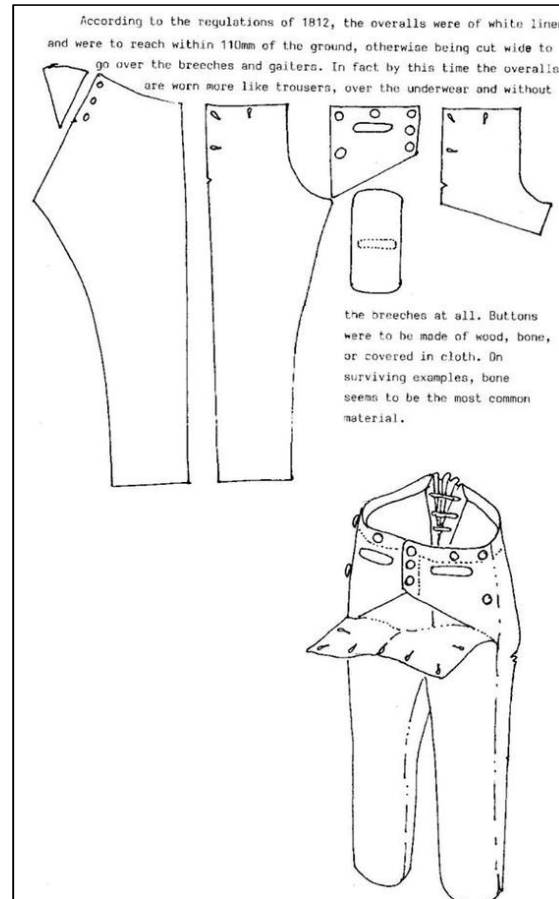 According to the regulations of 1812, the overalls were of white linen
and were to reach within 110mm of the ground, otherwise being cut wide to
go over the breeches and gaiters. In fact by this time the overalls
are worn more like trousers, over the underwear and without
the breeches at all. Buttons
were to be made of wood, bone,
or covered in cloth. On
surviving examples, bone
seems to be the most common
material.